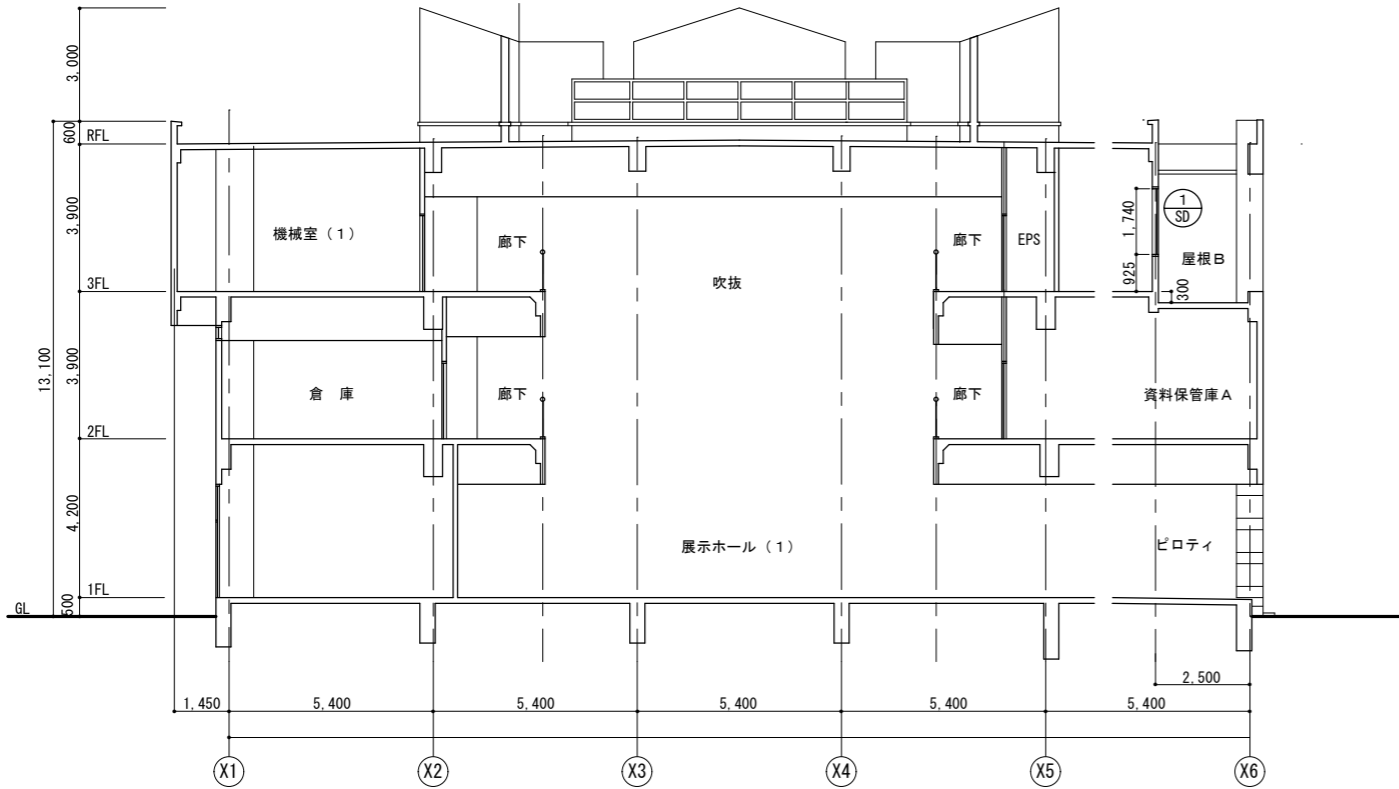 3,000
600
RFL
3,900
13,100
機械室（1）
廊下
吹抜
廊下
EPS
1,740
925
1
SD
屋根B
300
3FL
3,900
倉 庫
廊下
廊下
資料保管庫A
2FL
4,200
展示ホール（1）
ピロティ
1FL
GL
500
2,500
1,450
5,400
5,400
5,400
5,400
5,400
X1
X2
X3
X4
X5
X6